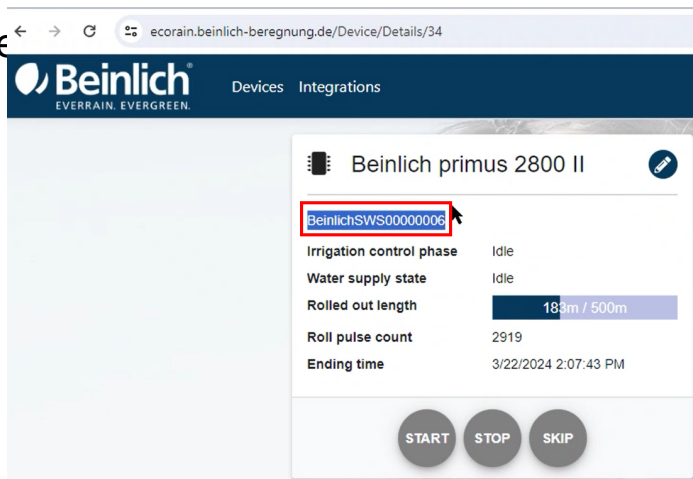 ecorain.beinlich-beregnung.de/Device/Details/34
e
Beinlich®
EVERRAIN. EVERGREEN.
Devices Integrations
Beinlich primus 2800 II
BeinlichSWS00000006
Irrigation control phase Idle
Water supply state Idle
Rolled out length 183m / 500m
Roll pulse count 2919
Ending time 3/22/2024 2:07:43 PM
START STOP SKIP